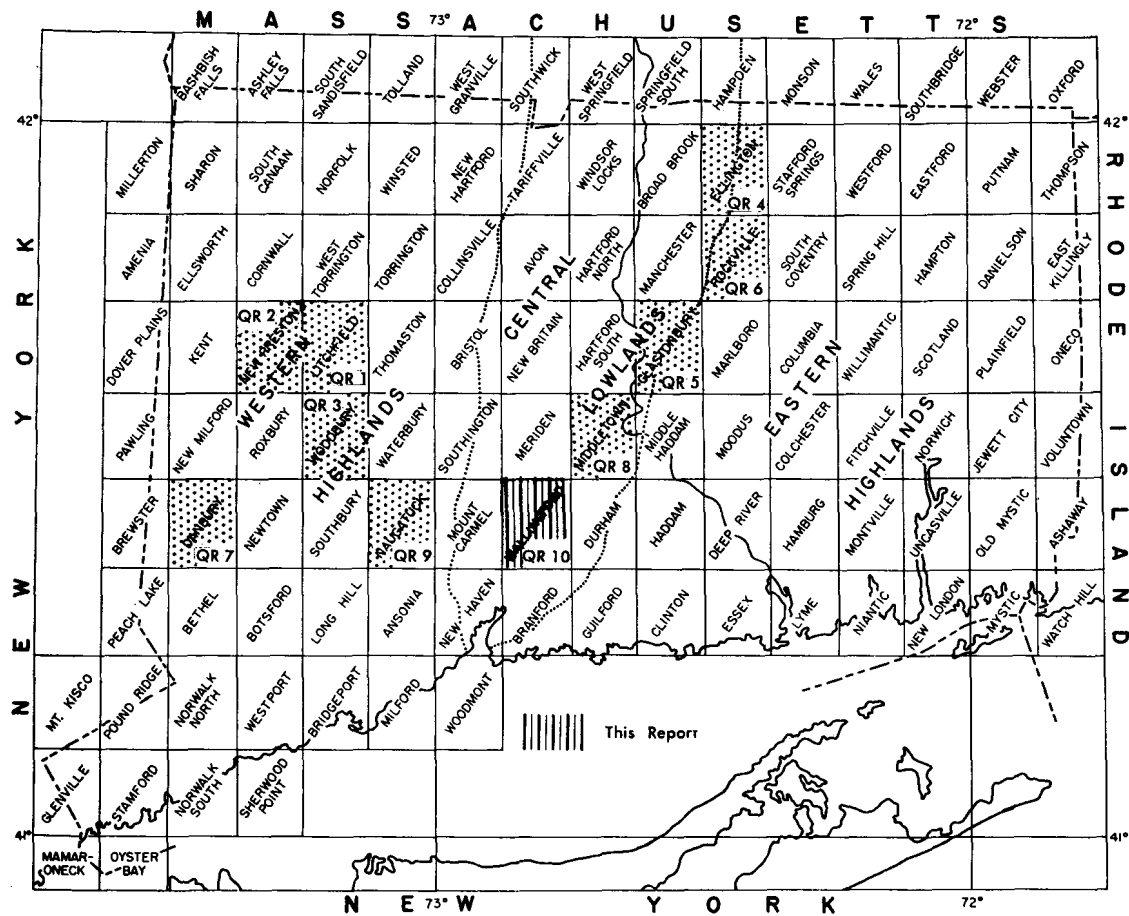 MASSACHUSETTS
73° 72°
BASHBISH FALLS
ASHLEY FALLS
SOUTH SANDISFIELD
TOLLAND
WEST GRANVILLE
SOUTHWICK
WEST SPRINGFIELD
SPRINGFIELD SOUTH
HAMPDEN
MONSON
WALES
SOUTHBRIDGE
WEBSTER
OXFORD
42° 42°
MILLERTON
SHARON
SOUTH CANAAN
NORFOLK
WINSTED
NEW HARTFORD
TARIFFVILLE
WINDSOR LOCKS
BROAD BROOK
ELLINGTON
QR 4
STAFFORD SPRINGS
WESTFORD
EASTFORD
PUTNAM
THOMPSON
AMENIA
ELLSWORTH
CORNWALL
WEST TORRINGTON
TORRINGTON
COLLINSVILLE
AVON
HARTFORD NORTH
MANCHESTER
ROCKVILLE
QR 6
SOUTH COVENTRY
SPRING HILL
HAMPTON
DANIELSON
EAST KILLINGLY
DOVER PLAINS
KENT
QR 2
NEW PRESTON
LITCHFIELD
QR 1
THOMASTON
BRISTOL
NEW BRITAIN
HARTFORD SOUTH
GLASTONBURY
QR 5
MARLBORO
COLUMBIA
WILLIMANTIC
SCOTLAND
PLAINFIELD
ONECO
PAWLING
NEW MILFORD
ROXBURY
QR 3
WOODBURY
WATERBURY
SOUTHINGTON
MERIDEN
MIDDLETOWN
QR 8
MIDDLE HADDAM
MOODUS
COLCHESTER
FITCHVILLE
NORWICH
JEWETT CITY
VOLUNTOWN
BREWSTER
DANBURY
QR 7
NEWTOWN
SOUTHBURY
NAUGATUCK
QR 9
MOUNT CARMEL
WALLINGFORD
QR 10
DURHAM
HADDAM
DEEP RIVER
HAMBURG
MONTVILLE
UNCASVILLE
OLD MYSTIC
ASHAWAY
PEACH LAKE
BETHEL
BOTSFORD
LONG HILL
ANSONIA
NEW HAVEN
BRANFORD
GUILFORD
CLINTON
ESSEX
LYME
NIANTIC
NEW LONDON
MYSTIC
WATCH HILL
MT. KISCO
POUND RIDGE
NORWALK NORTH
WESTPORT
BRIDGEPORT
MILFORD
WOODMONT
This Report
GLENVILLE
STAMFORD
NORWALK SOUTH
SHERWOOD POINT
41° 41°
MAMARONECK
OYSTER BAY
WESTERN HIGHLANDS
CENTRAL LOWLANDS
EASTERN HIGHLANDS
NEW YORK
RHODE ISLAND
NEW YORK
73° 72°